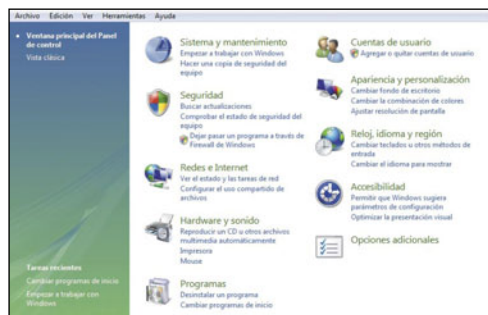 Archivo Edición Ver Herramientas Ayuda
Ventana principal del Panel
de control
Vista clásica
Tareas recientes
Cambiar programas de inicio
Empezar a trabajar con
Windows
Sistema y mantenimiento
Empezar a trabajar con Windows
Hacer una copia de seguridad del
equipo
Seguridad
Buscar actualizaciones
Comprobar el estado de seguridad del
equipo
Dejar pasar un programa a través de
Firewall de Windows
Redes e Internet
Ver el estado y las tareas de red
Configurar el uso compartido de
archivos
Hardware y sonido
Reproducir un CD u otros archivos
multimedia automáticamente
Impresora
Mouse
Programas
Desinstalar un programa
Cambiar programas de inicio
Cuentas de usuario
Agregar o quitar cuentas de usuario
Apariencia y personalización
Cambiar fondo de escritorio
Cambiar la combinación de colores
Ajustar resolución de pantalla
Reloj, idioma y región
Cambiar teclados u otros métodos de
entrada
Cambiar el idioma para mostrar
Accesibilidad
Permitir que Windows sugiera
parámetros de configuración
Optimizar la presentación visual
Opciones adicionales